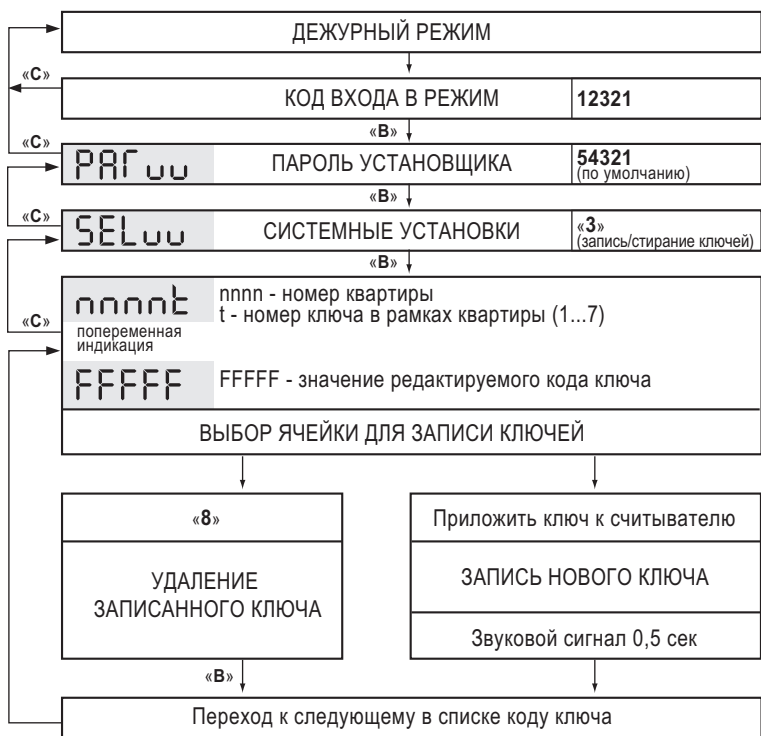 ДЕЖУРНЫЙ РЕЖИМ
«С»
КОД ВХОДА В РЕЖИМ 12321
«В»
«С»
PAГ uu ПАРОЛЬ УСТАНОВЩИКА 54321
(по умолчанию)
«В»
«С»
SELuu СИСТЕМНЫЕ УСТАНОВКИ «3»
(запись/стирание ключей)
«В»
nnnnt nnnn - номер квартиры
t - номер ключа в рамках квартиры (1...7)
«С»
попеременная
индикация
FFFFF FFFFF - значение редактируемого кода ключа
ВЫБОР ЯЧЕЙКИ ДЛЯ ЗАПИСИ КЛЮЧЕЙ
«8»
УДАЛЕНИЕ
ЗАПИСАННОГО КЛЮЧА
Приложить ключ к считывателю
ЗАПИСЬ НОВОГО КЛЮЧА
Звуковой сигнал 0,5 сек
«В»
Переход к следующему в списке коду ключа